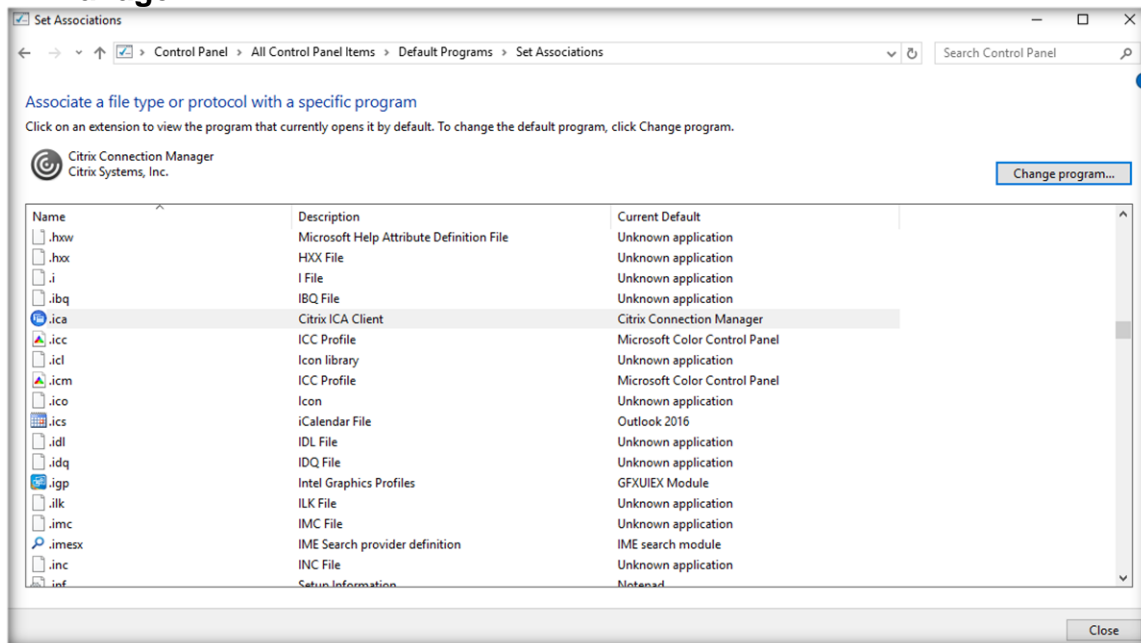 Set Associations
Control Panel > All Control Panel Items > Default Programs > Set Associations
Search Control Panel
Associate a file type or protocol with a specific program
Click on an extension to view the program that currently opens it by default. To change the default program, click Change program.
Citrix Connection Manager
Citrix Systems, Inc.
Change program...
Name Description Current Default
.hxw Microsoft Help Attribute Definition File Unknown application
.hxx HXX File Unknown application
.i I File Unknown application
.ibq IBQ File Unknown application
.ica Citrix ICA Client Citrix Connection Manager
.icc ICC Profile Microsoft Color Control Panel
.icl Icon library Unknown application
.icm ICC Profile Microsoft Color Control Panel
.ico Icon Unknown application
.ics iCalendar File Outlook 2016
.idl IDL File Unknown application
.idq IDQ File Unknown application
.igp Intel Graphics Profiles GFXUIEX Module
.ilk ILK File Unknown application
.imc IMC File Unknown application
.imesx IME Search provider definition IME search module
.inc INC File Unknown application
.inf Setup Information Notepad
Close